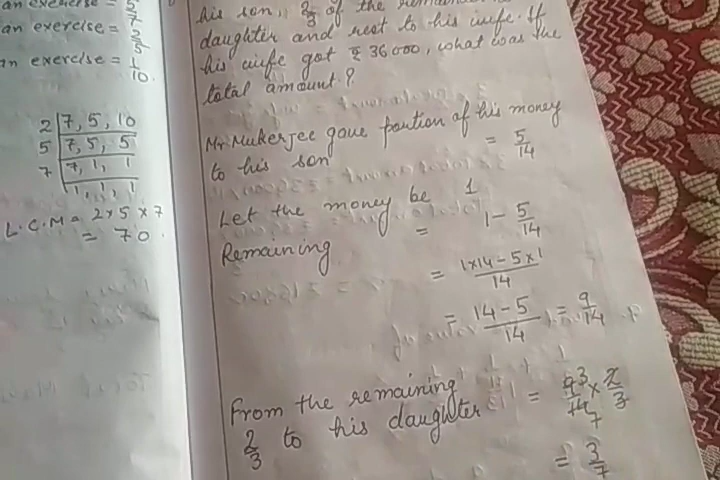 an exercise = 5/7
an exercise = 2/5
an exercise = 1/10.
2 | 7, 5, 10
5 | 7, 5, 5
7 | 7, 1, 1
1, 1, 1
L.C.M = 2 × 5 × 7
= 70.
his son, 2/3 of the
daughter and rest to his wife. If
his wife got ₹ 36000, what was the
total amount?
Mr Mukerjee gave portion of his money
to his son = 5/14
Let the money be 1
Remaining = 1 - 5/14
= 1×14 - 5×1/14
= 14 - 5/14 = 9/14
From the remaining
2/3 to his daughter = 9 3/14 7 × 2/3
= 3/7